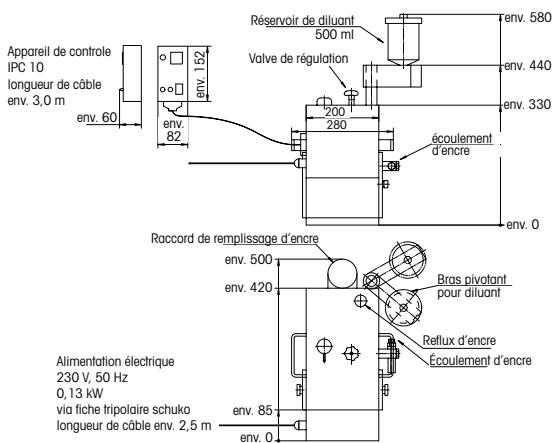 Réservoir de diluant
500 ml
env. 580
Appareil de controle
IPC 10
longueur de câble
env. 3,0 m
env. 152
Valve de régulation
env. 440
env. 330
env. 60
env.
82
200
280
écoulement
d'encre
env. 0
Raccord de remplissage d'encre
env. 500
env. 420
Bras pivotant
pour diluant
Reflux d'encre
Écoulement d'encre
Alimentation électrique
230 V, 50 Hz
0,13 kW
via fiche tripolaire schuko
longueur de câble env. 2,5 m
env. 85
env. 0